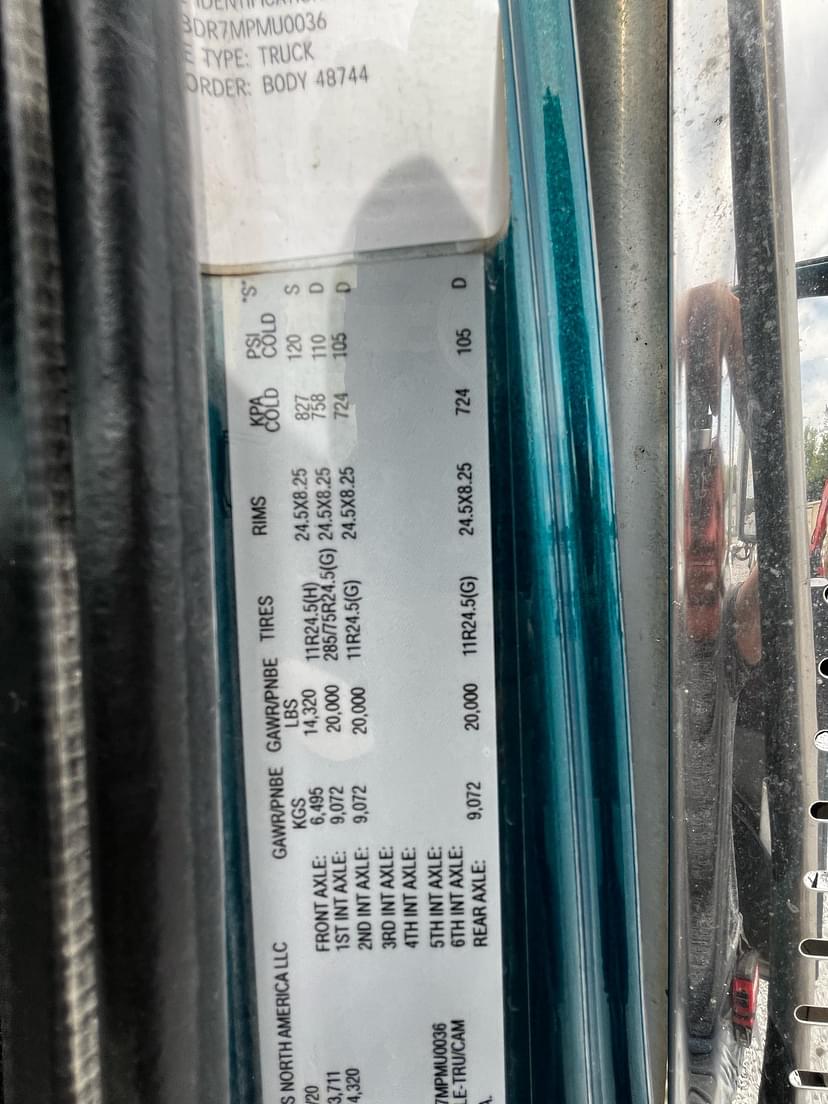 IDENTIFICATION
3DR7MPMU0036
E TYPE: TRUCK
ORDER: BODY 48744
S NORTH AMERICA LLC
/20
3,711
4,320
7MPMU0036
LE-TRU/CAM
A.
GAWR/PNBE GAWR/PNBE TIRES RIMS KPA PSI "S"
KGS LBS COLD COLD
FRONT AXLE: 6,495 14,320 11R24.5(H) 24.5X8.25 827 120 S
1ST INT AXLE: 9,072 20,000 285/75R24.5(G) 24.5X8.25 758 110 D
2ND INT AXLE: 9,072 20,000 11R24.5(G) 24.5X8.25 724 105 D
3RD INT AXLE:
4TH INT AXLE:
5TH INT AXLE:
6TH INT AXLE:
REAR AXLE: 9,072 20,000 11R24.5(G) 24.5X8.25 724 105 D